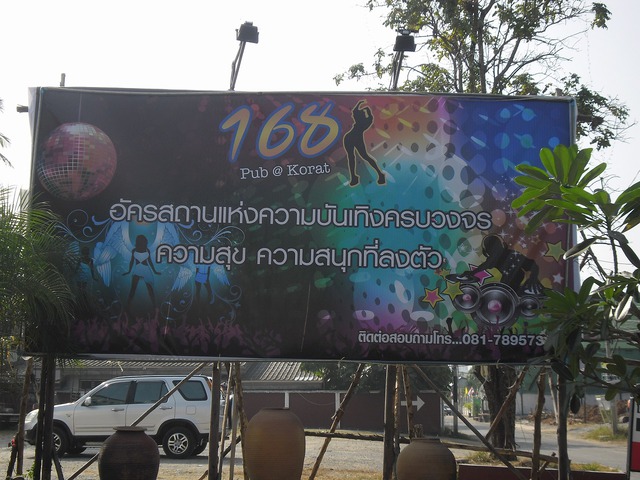 168
Pub @ Korat
อัครสถานแห่งความบันเทิงครบวงจร
ความสุข ความสนุกที่ลงตัว
ติดต่อสอบถามโทร...081-789573